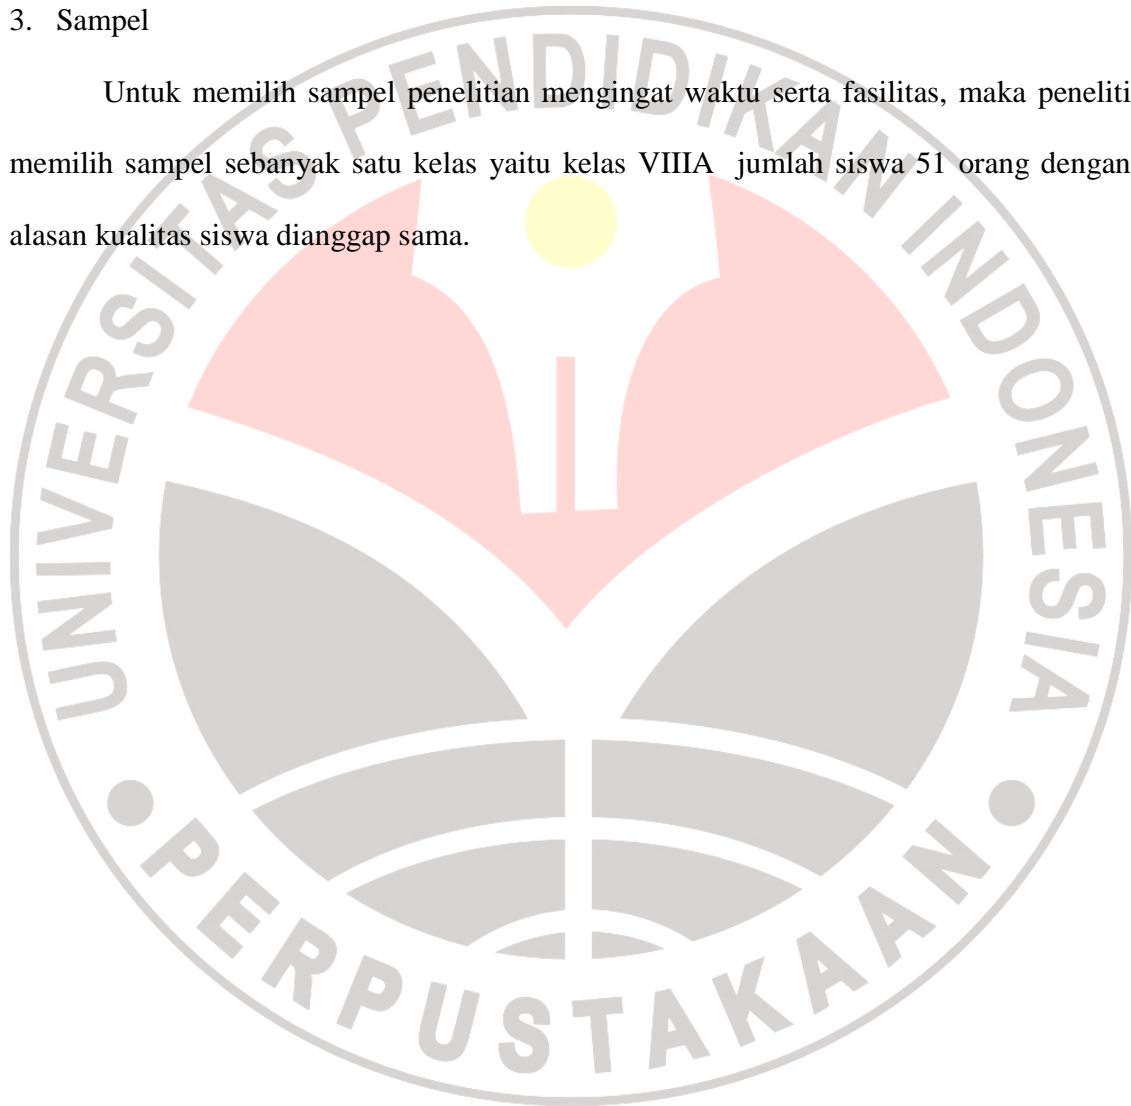 3. Sampel
Untuk memilih sampel penelitian mengingat waktu serta fasilitas, maka peneliti
memilih sampel sebanyak satu kelas yaitu kelas VIIIA jumlah siswa 51 orang dengan
alasan kualitas siswa dianggap sama.
UNIVERSITAS PENDIDIKAN INDONESIA
PERPUSTAKAAN